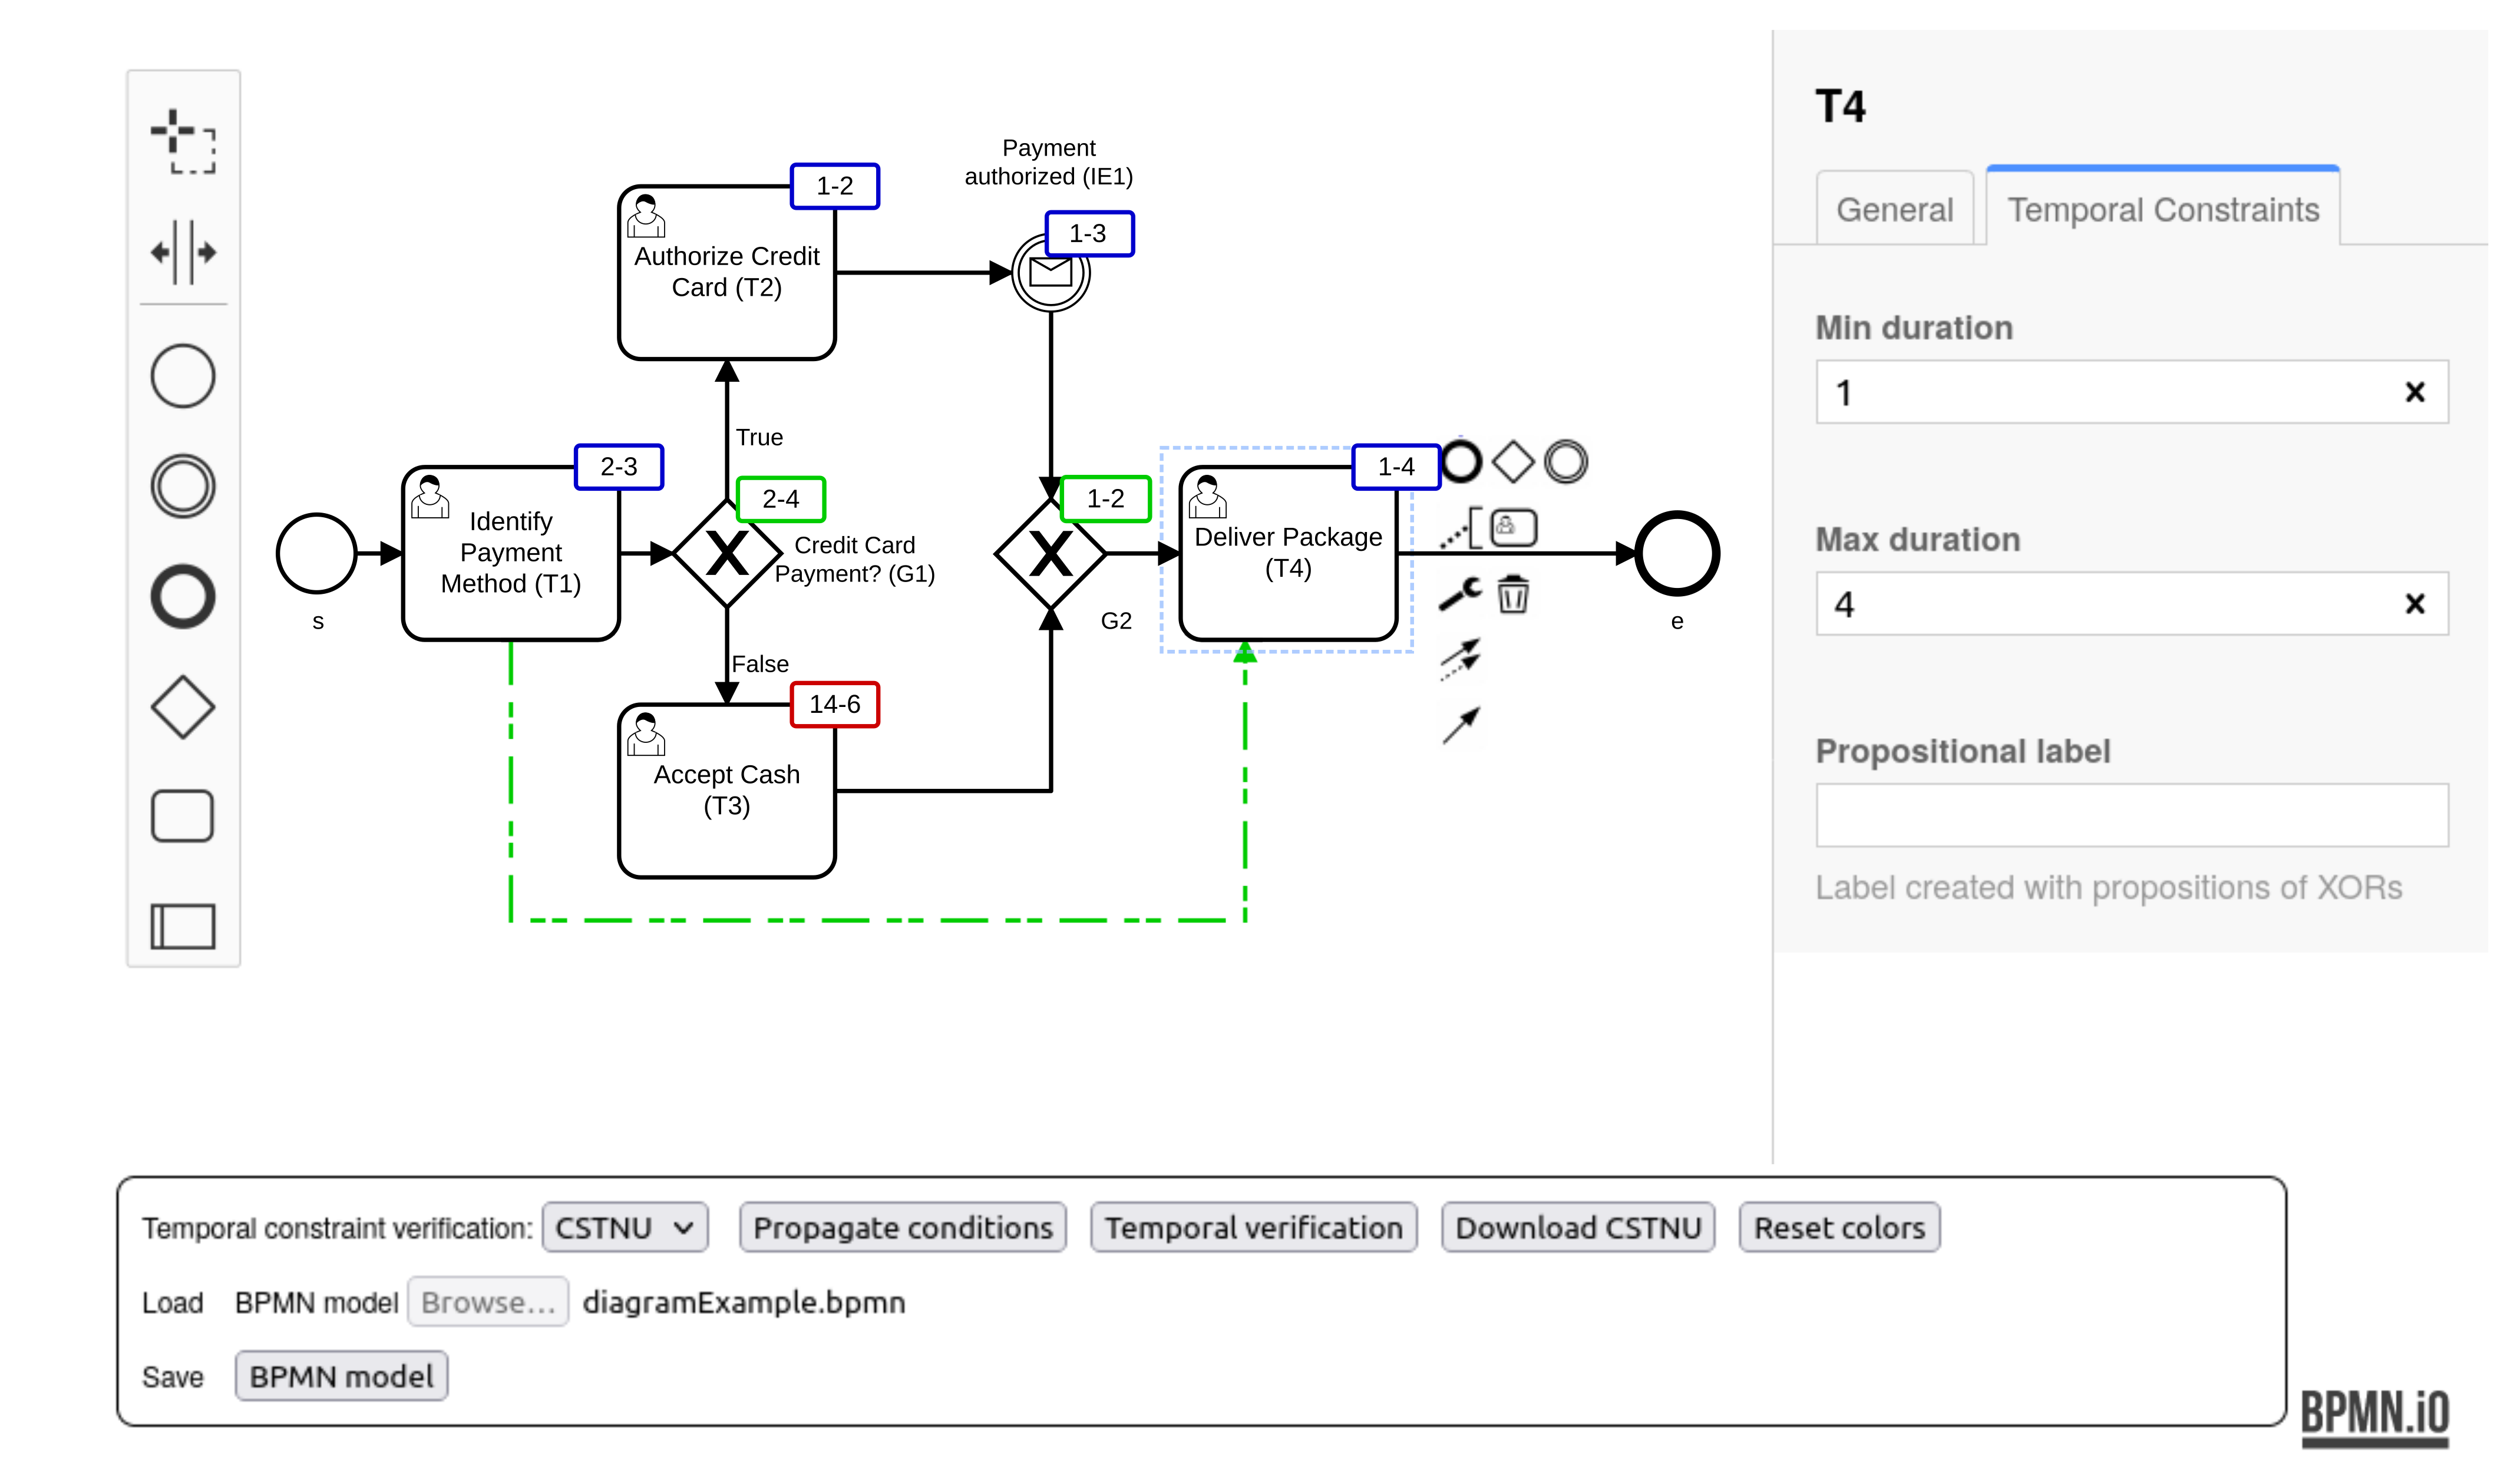 Payment
authorized (IE1)
1-2
1-3
Authorize Credit
Card (T2)
True
2-3
2-4
1-2
1-4
Identify
Payment
Method (T1)
X
Credit Card
Payment? (G1)
X
Deliver Package
(T4)
s
G2
e
False
14-6
Accept Cash
(T3)
T4
General
Temporal Constraints
Min duration
1
Max duration
4
Propositional label
Label created with propositions of XORs
Temporal constraint verification: CSTNU Propagate conditions Temporal verification Download CSTNU Reset colors
Load BPMN model Browse... diagramExample.bpmn
Save BPMN model
BPMN.iO